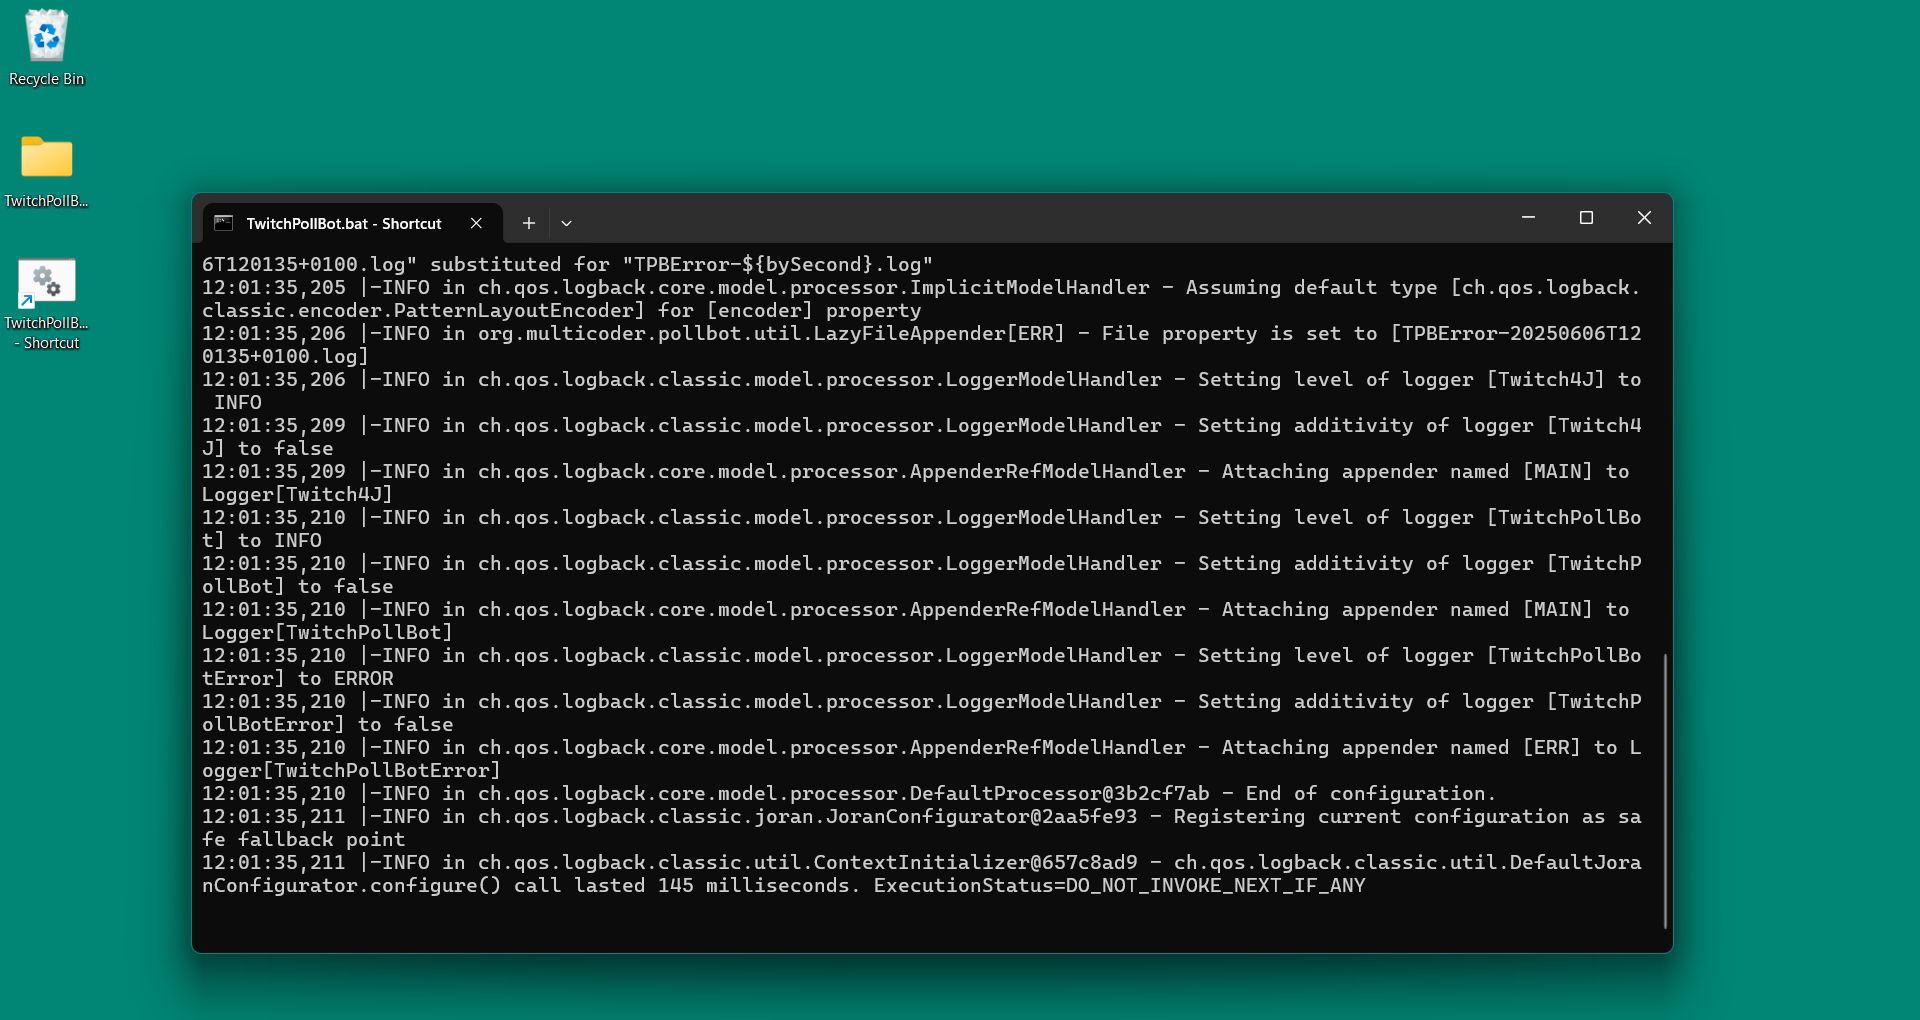 Recycle Bin
TwitchPollB...
TwitchPollB...
- Shortcut
TwitchPollBot.bat - Shortcut
6T120135+0100.log" substituted for "TPBError-${bySecond}.log"
12:01:35,205 |-INFO in ch.qos.logback.core.model.processor.ImplicitModelHandler - Assuming default type [ch.qos.logback.
classic.encoder.PatternLayoutEncoder] for [encoder] property
12:01:35,206 |-INFO in org.multicoder.pollbot.util.LazyFileAppender[ERR] - File property is set to [TPBError-20250606T12
0135+0100.log]
12:01:35,206 |-INFO in ch.qos.logback.classic.model.processor.LoggerModelHandler - Setting level of logger [Twitch4J] to
 INFO
12:01:35,209 |-INFO in ch.qos.logback.classic.model.processor.LoggerModelHandler - Setting additivity of logger [Twitch4
J] to false
12:01:35,209 |-INFO in ch.qos.logback.core.model.processor.AppenderRefModelHandler - Attaching appender named [MAIN] to
Logger[Twitch4J]
12:01:35,210 |-INFO in ch.qos.logback.classic.model.processor.LoggerModelHandler - Setting level of logger [TwitchPollBo
t] to INFO
12:01:35,210 |-INFO in ch.qos.logback.classic.model.processor.LoggerModelHandler - Setting additivity of logger [TwitchP
ollBot] to false
12:01:35,210 |-INFO in ch.qos.logback.core.model.processor.AppenderRefModelHandler - Attaching appender named [MAIN] to
Logger[TwitchPollBot]
12:01:35,210 |-INFO in ch.qos.logback.classic.model.processor.LoggerModelHandler - Setting level of logger [TwitchPollBo
tError] to ERROR
12:01:35,210 |-INFO in ch.qos.logback.classic.model.processor.LoggerModelHandler - Setting additivity of logger [TwitchP
ollBotError] to false
12:01:35,210 |-INFO in ch.qos.logback.core.model.processor.AppenderRefModelHandler - Attaching appender named [ERR] to L
ogger[TwitchPollBotError]
12:01:35,210 |-INFO in ch.qos.logback.core.model.processor.DefaultProcessor@3b2cf7ab - End of configuration.
12:01:35,211 |-INFO in ch.qos.logback.classic.joran.JoranConfigurator@2aa5fe93 - Registering current configuration as sa
fe fallback point
12:01:35,211 |-INFO in ch.qos.logback.classic.util.ContextInitializer@657c8ad9 - ch.qos.logback.classic.util.DefaultJora
nConfigurator.configure() call lasted 145 milliseconds. ExecutionStatus=DO_NOT_INVOKE_NEXT_IF_ANY